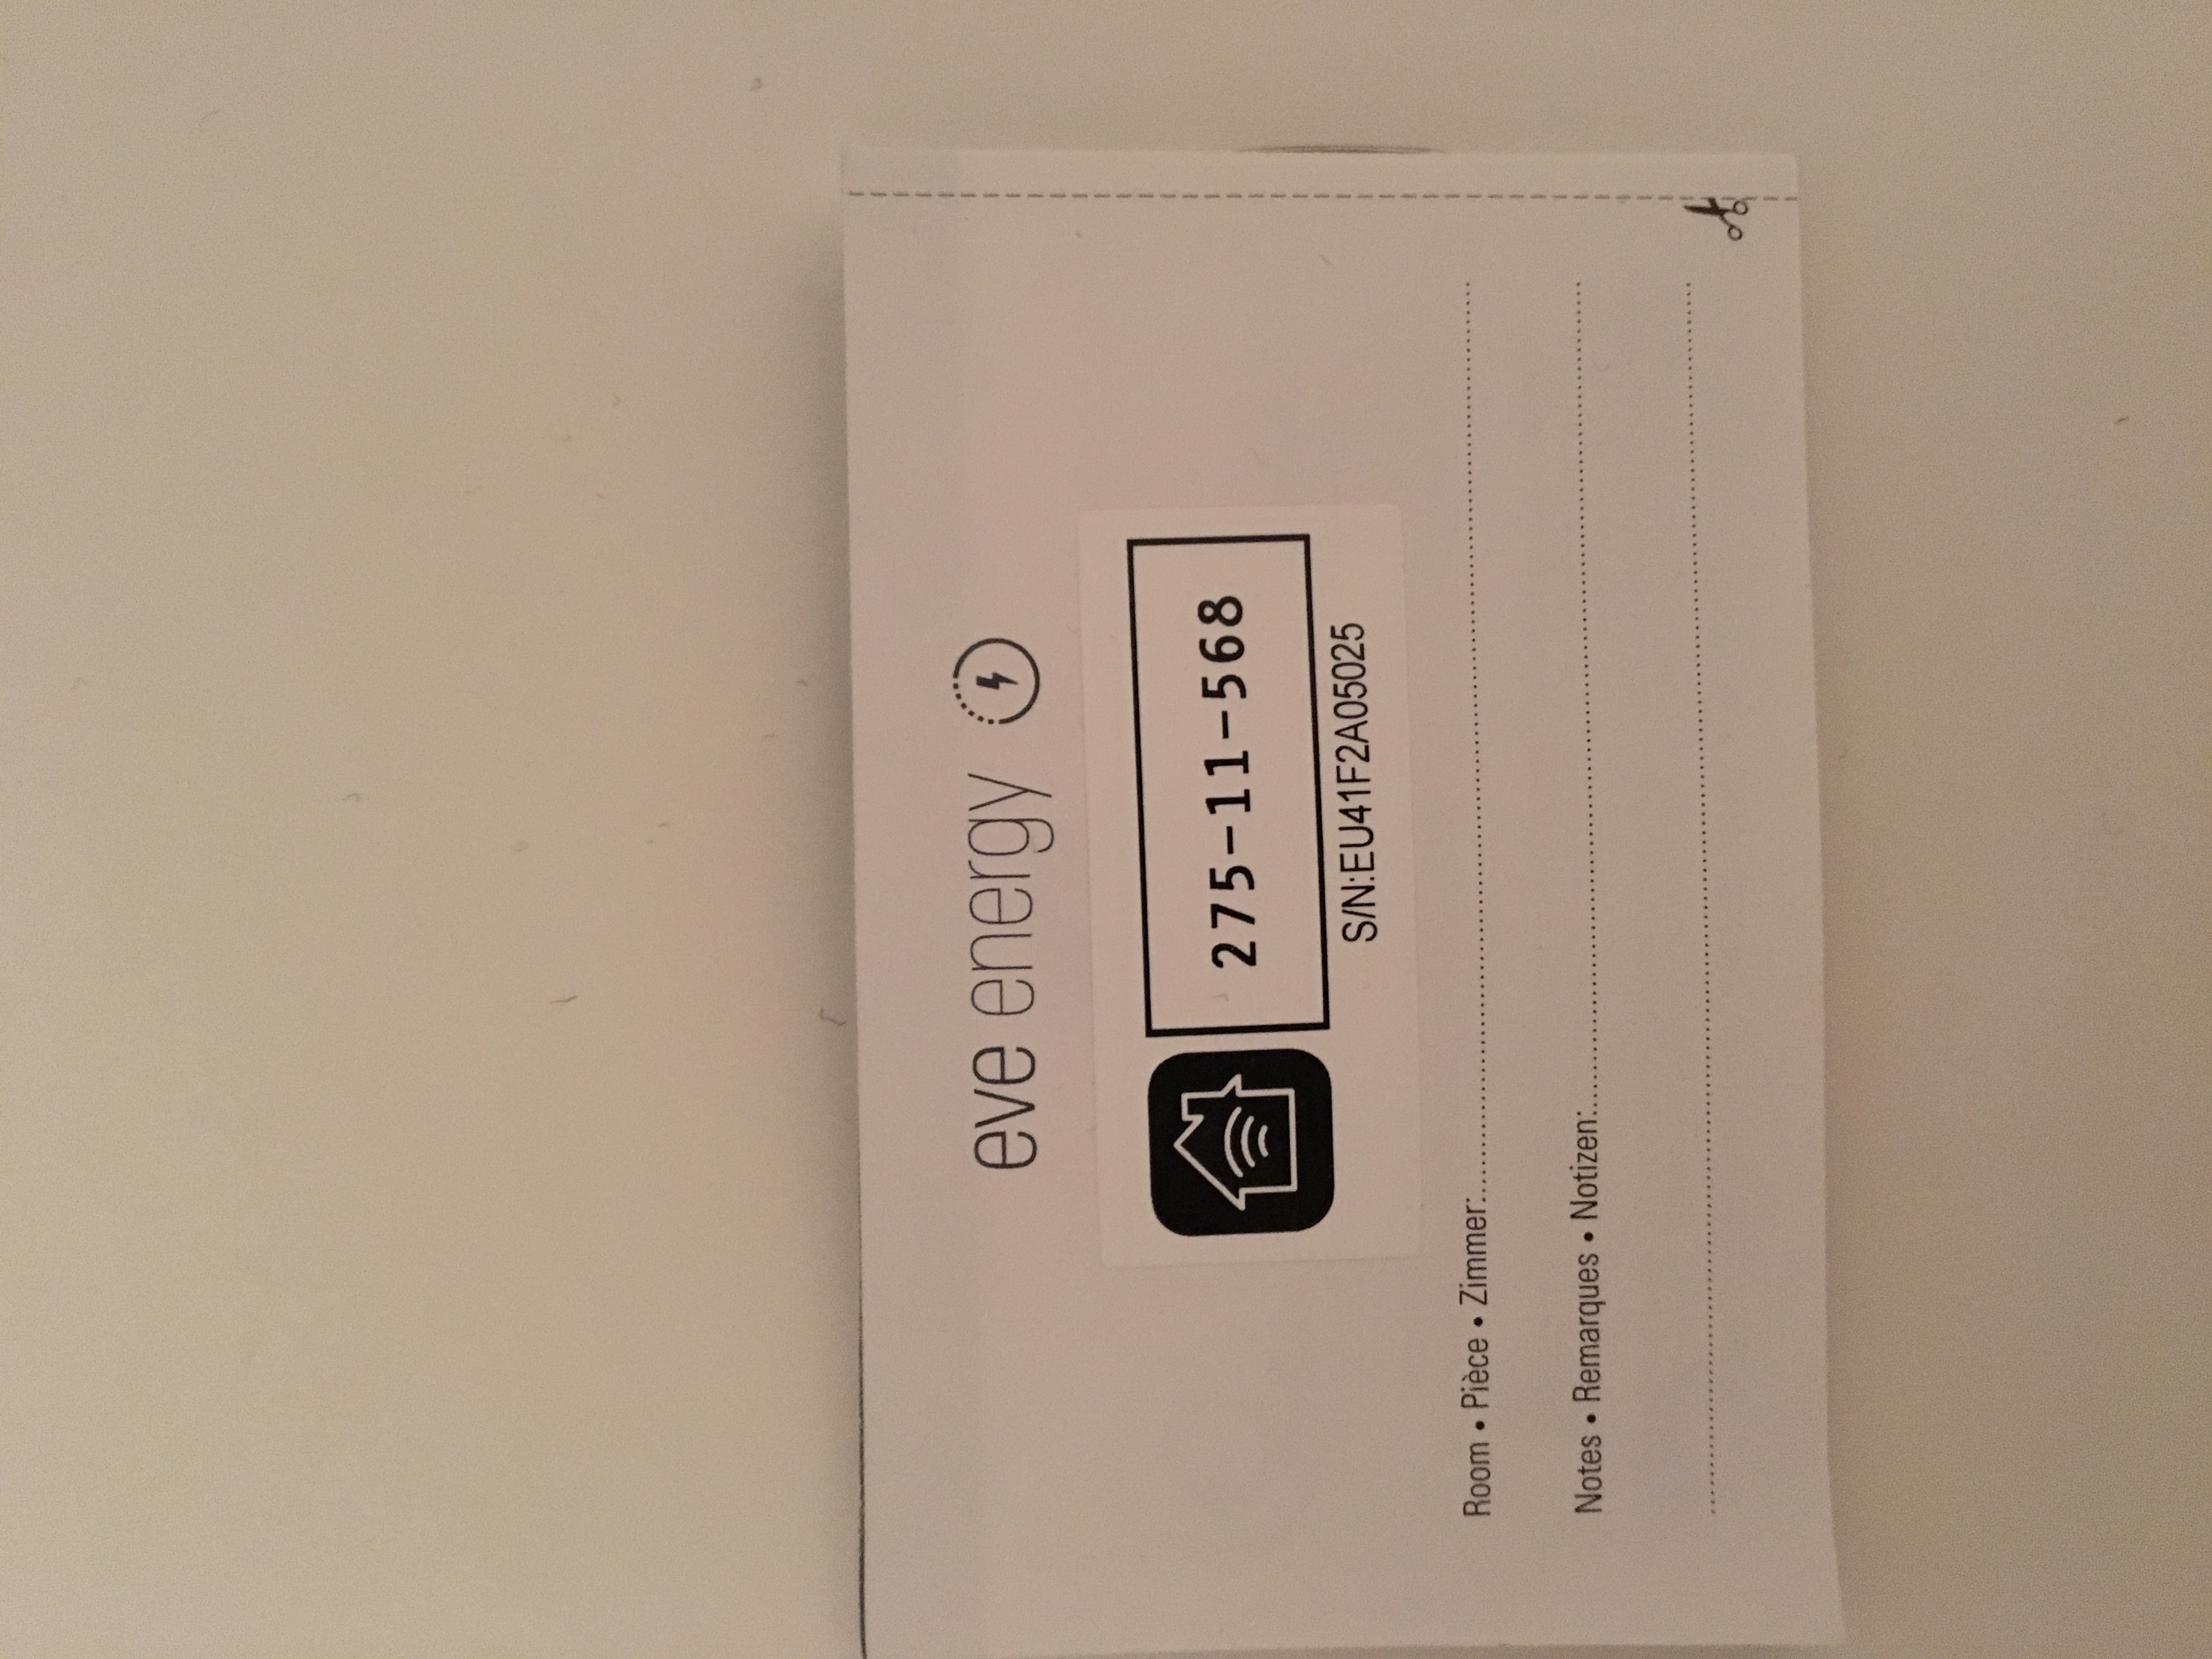 eve energy
275-11-568
S/N:EU41F2A05025
Room • Pièce • Zimmer:
Notes • Remarques • Notizen: